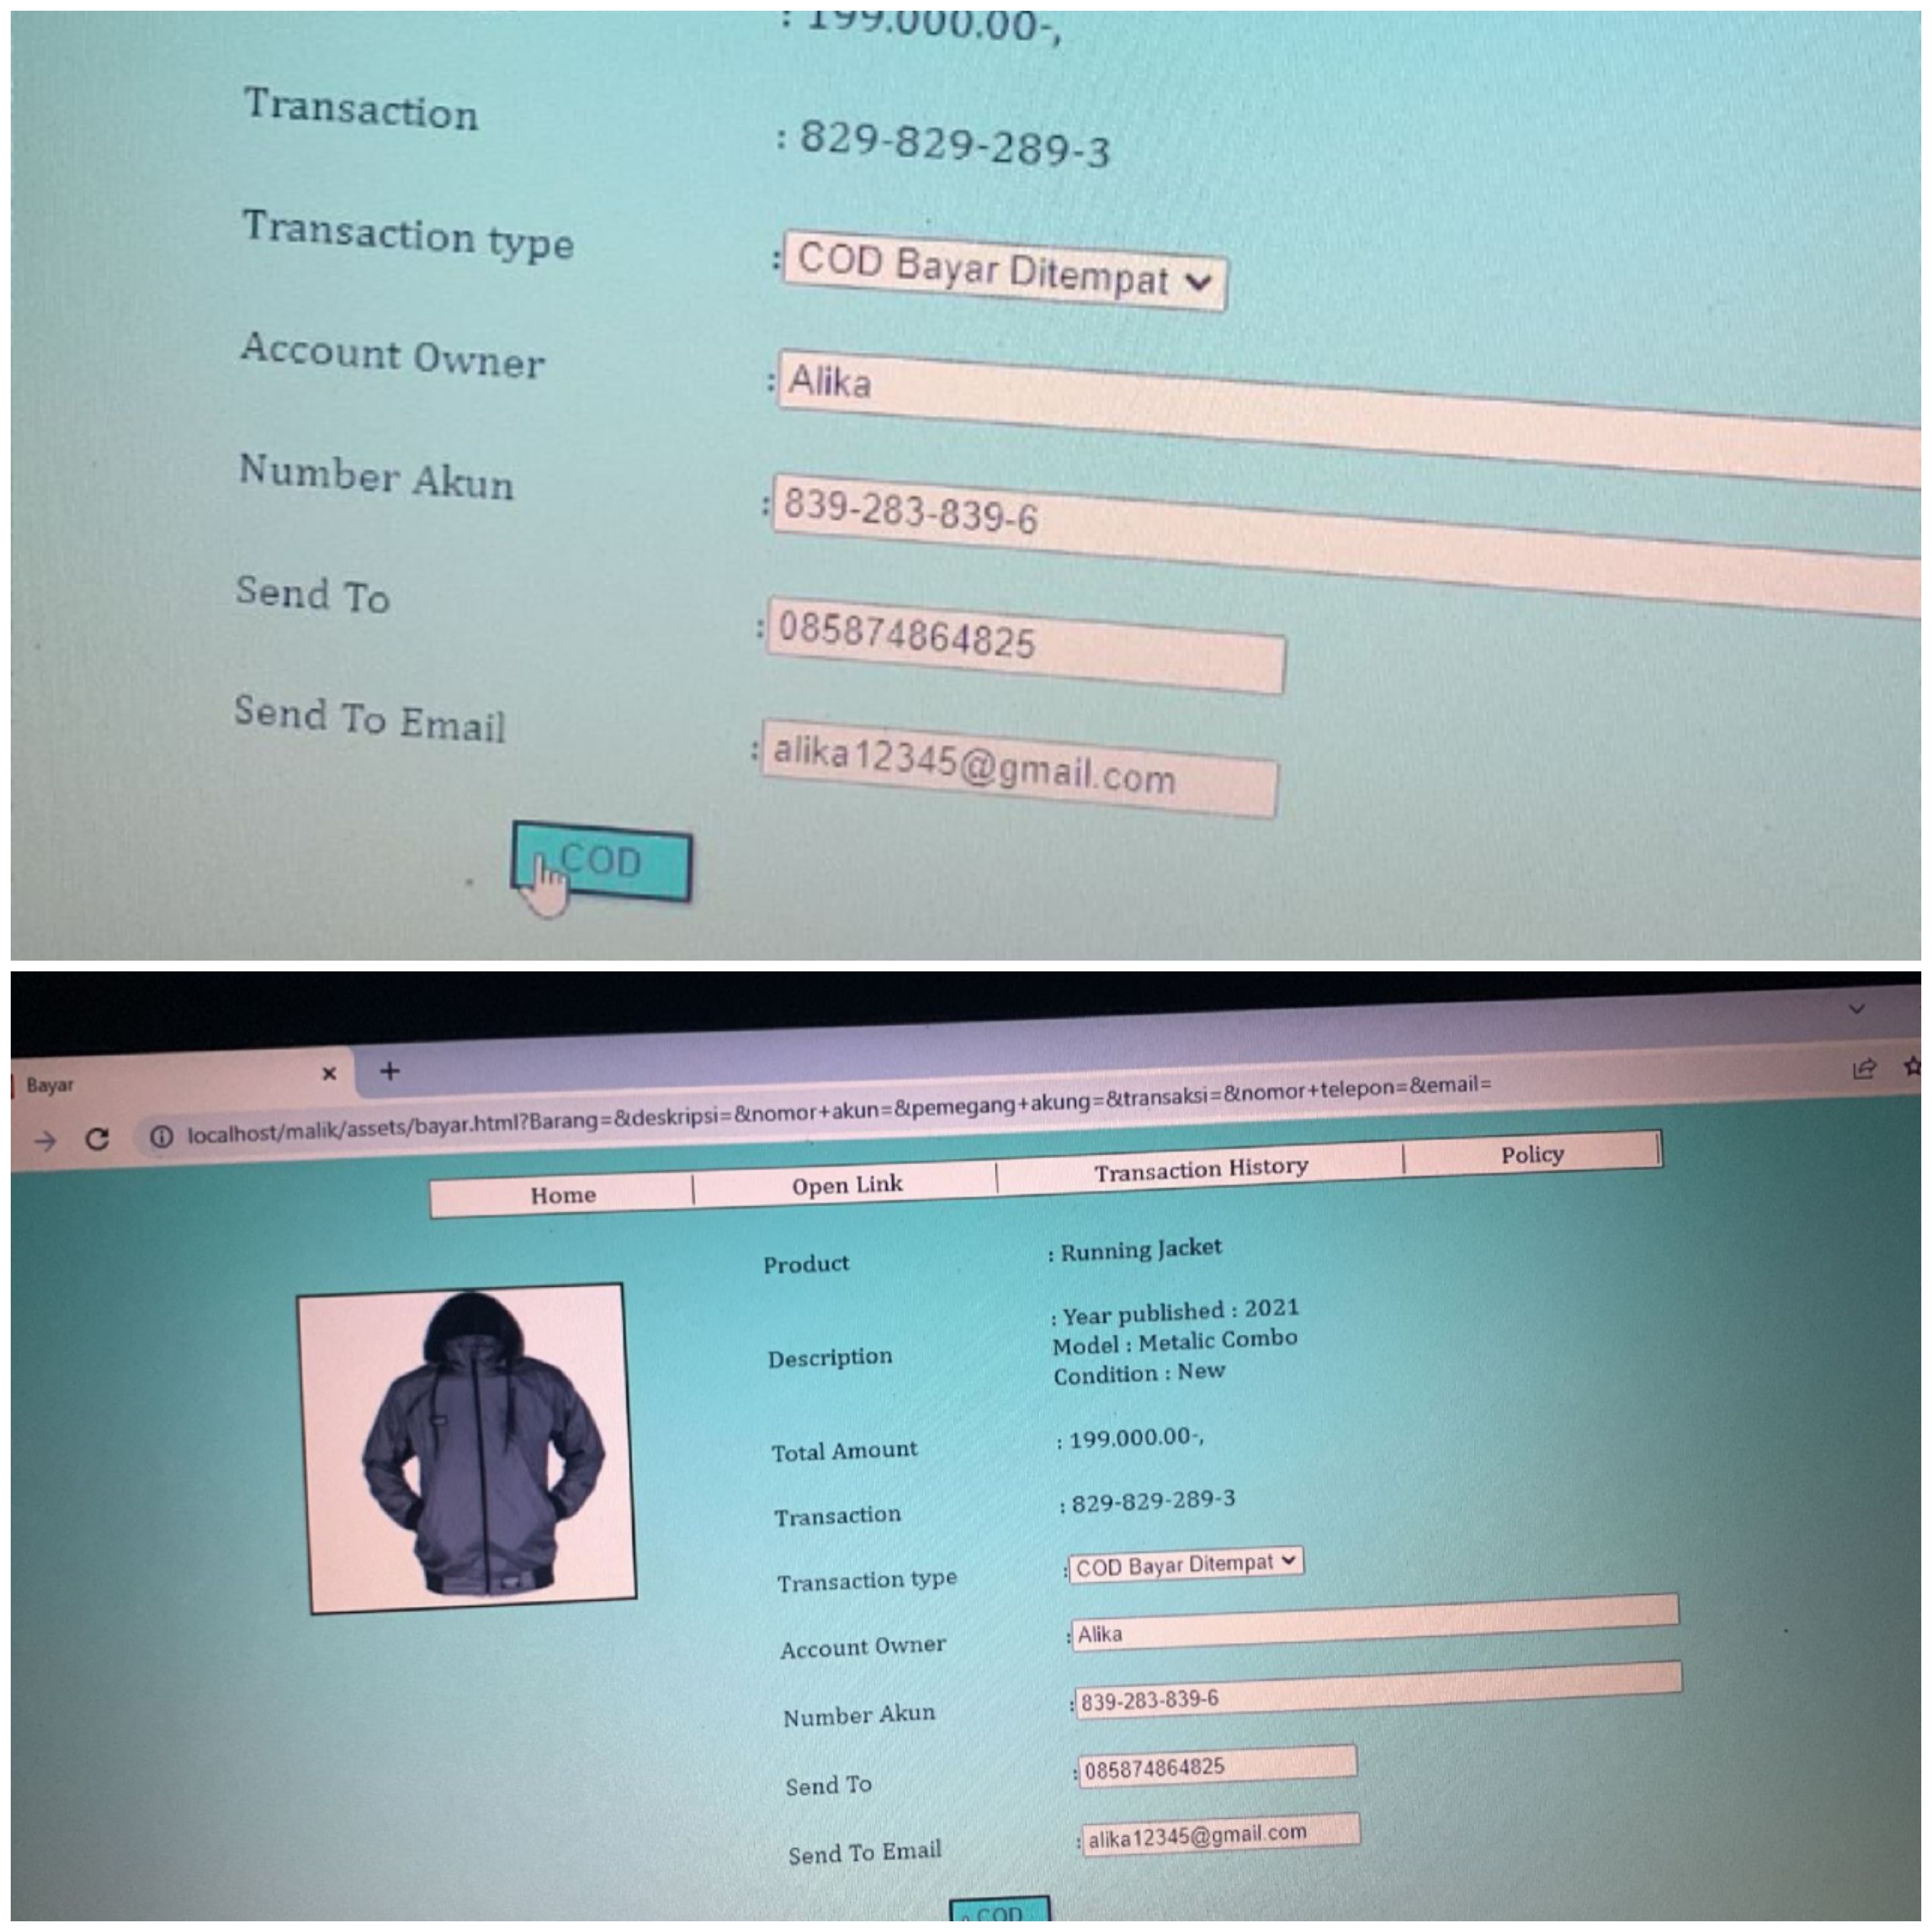 : 199.000.00-,
Transaction : 829-829-289-3
Transaction type : COD Bayar Ditempat
Account Owner : Alika
Number Akun : 839-283-839-6
Send To : 085874864825
Send To Email : alika12345@gmail.com
COD
Bayar
localhost/malik/assets/bayar.html?Barang=&deskripsi=&nomor+akun=&pemegang+akung=&transaksi=&nomor+telepon=&email=
Home Open Link Transaction History Policy
Product : Running Jacket
: Year published : 2021
Description Model : Metalic Combo
Condition : New
Total Amount : 199.000.00-,
Transaction : 829-829-289-3
Transaction type : COD Bayar Ditempat
Account Owner : Alika
Number Akun : 839-283-839-6
Send To : 085874864825
Send To Email : alika12345@gmail.com
COD